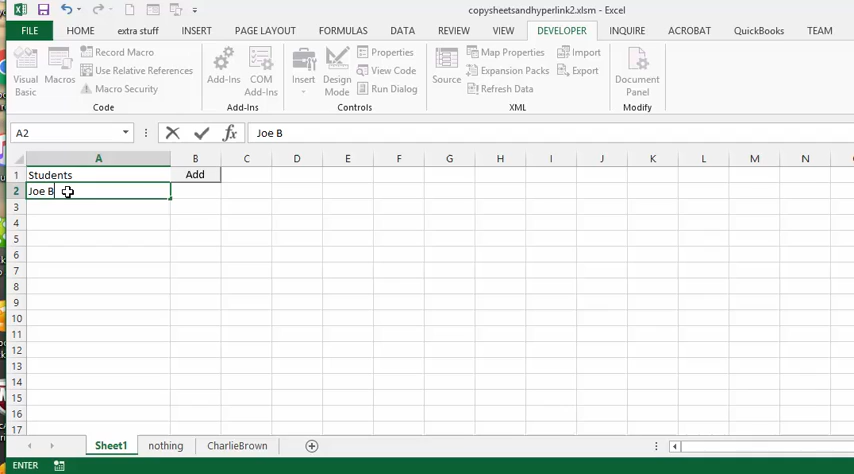 copysheetsandhyperlink2.xlsm - Excel
FILE HOME extra stuff INSERT PAGE LAYOUT FORMULAS DATA REVIEW VIEW DEVELOPER INQUIRE ACROBAT QuickBooks TEAM
Visual Basic
Macros
Record Macro
Use Relative References
Macro Security
Code
Add-Ins
COM Add-Ins
Add-Ins
Insert
Design Mode
Properties
View Code
Run Dialog
Controls
Source
Map Properties
Expansion Packs
Refresh Data
Import
Export
XML
Document Panel
Modify
A2 fx Joe B
A B C D E F G H I J K L M N
1 Students Add
2 Joe B
3
4
5
6
7
8
9
10
11
12
13
14
15
16
17
Sheet1 nothing CharlieBrown
ENTER